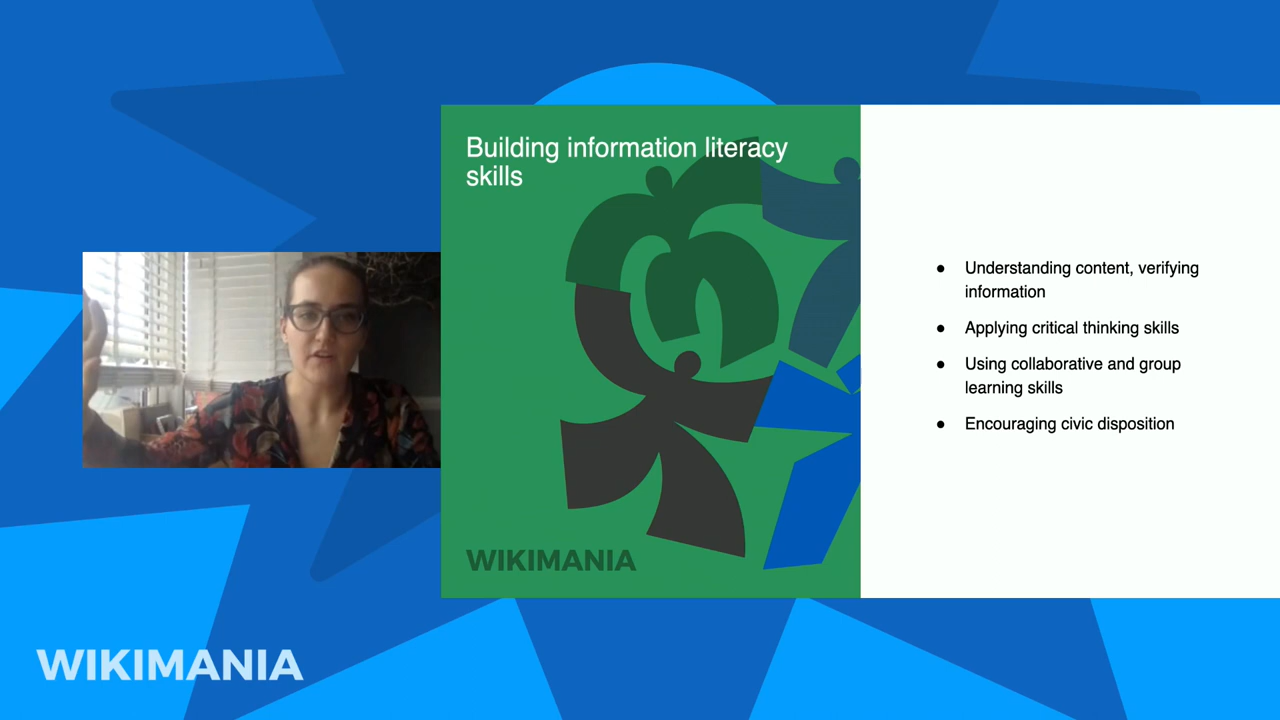 Building information literacy
skills
● Understanding content, verifying
information
● Applying critical thinking skills
● Using collaborative and group
learning skills
● Encouraging civic disposition
WIKIMANIA
WIKIMANIA